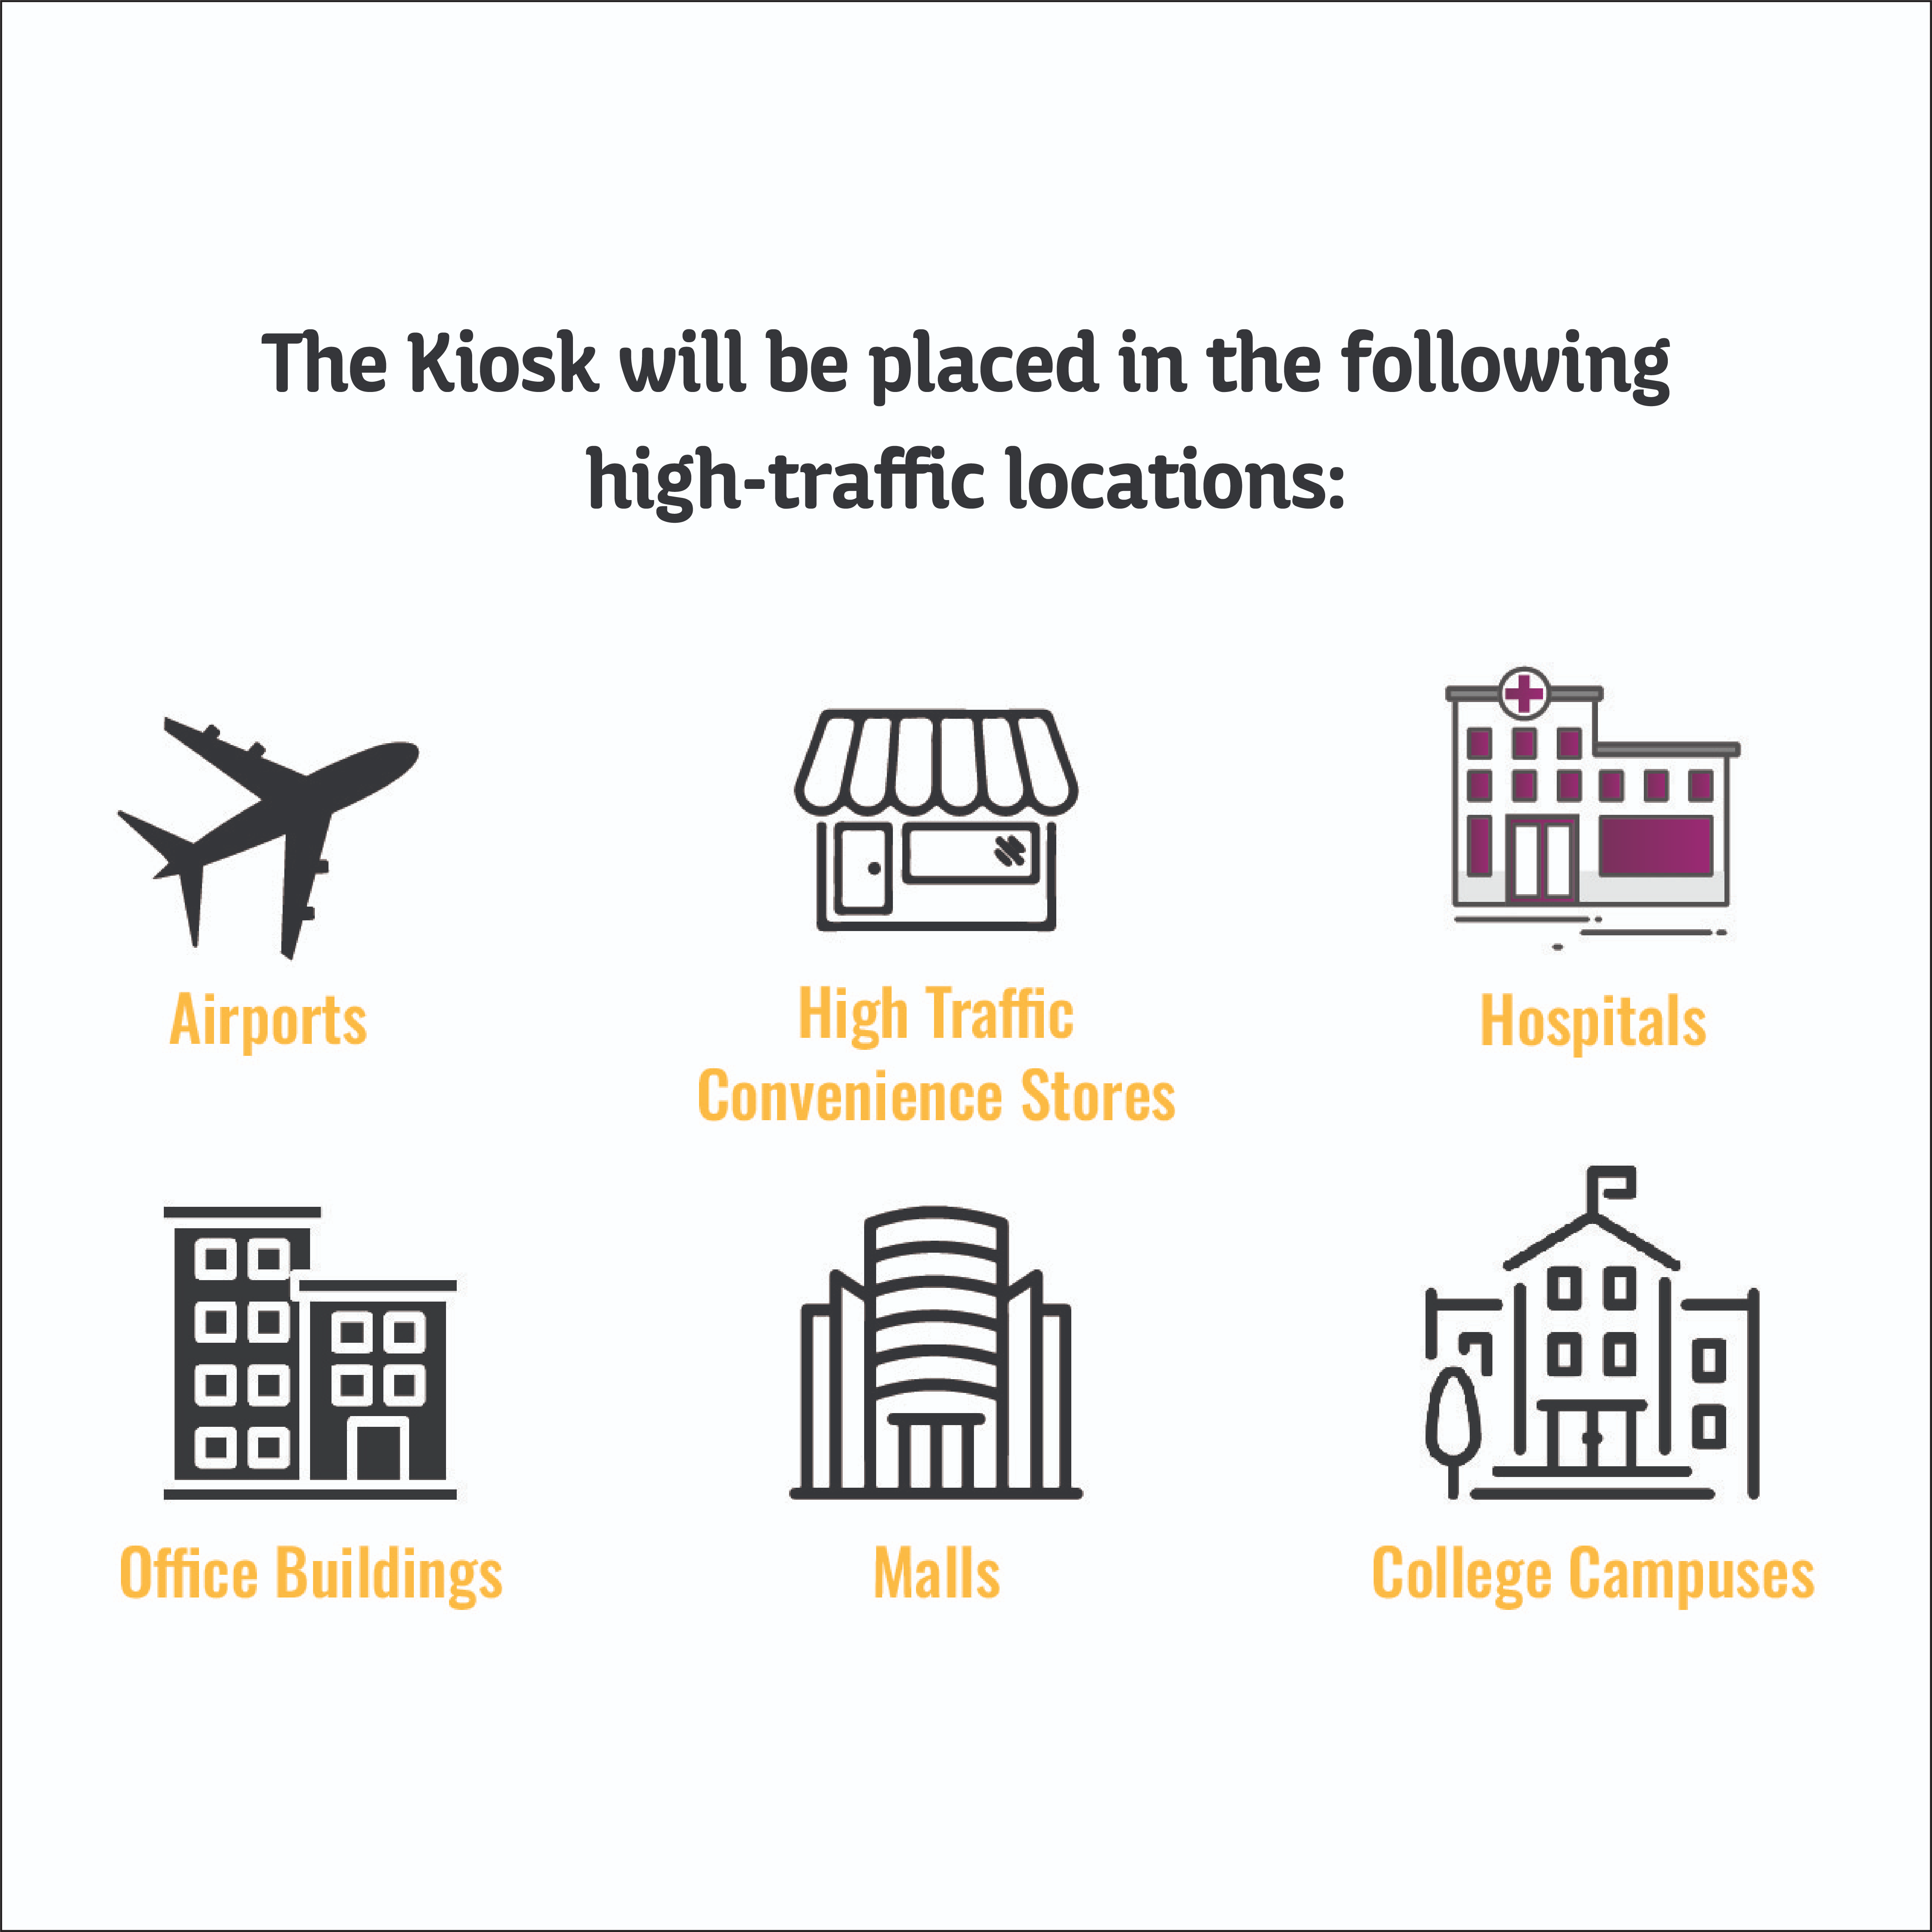 The Kiosk will be placed in the following
high-traffic locations:
Airports
High Traffic
Convenience Stores
Hospitals
Office Buildings
Malls
College Campuses